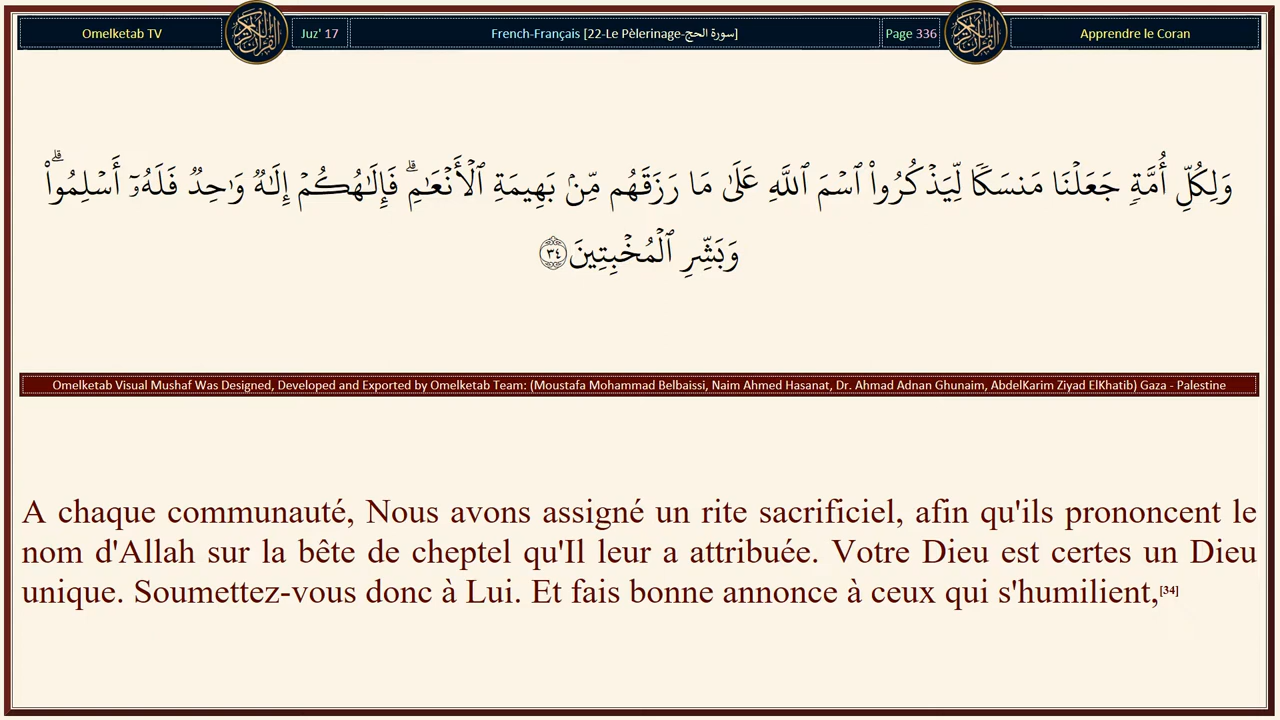 Omelketab TV
Juz' 17
French-Français [22-Le Pèlerinage-سورة الحج]
Page 336
Apprendre le Coran
وَلِكُلِّ أُمَّةٖ جَعَلۡنَا مَنسَكٗا لِّيَذۡكُرُواْ ٱسۡمَ ٱللَّهِ عَلَىٰ مَا رَزَقَهُم مِّنۢ بَهِيمَةِ ٱلۡأَنۡعَٰمِۗ فَإِلَٰهُكُمۡ إِلَٰهٞ وَٰحِدٞ فَلَهُۥٓ أَسۡلِمُواْۗ
وَبَشِّرِ ٱلۡمُخۡبِتِينَ ٣٤
Omelketab Visual Mushaf Was Designed, Developed and Exported by Omelketab Team: (Moustafa Mohammad Belbaissi, Naim Ahmed Hasanat, Dr. Ahmad Adnan Ghunaim, AbdelKarim Ziyad ElKhatib) Gaza - Palestine
A chaque communauté, Nous avons assigné un rite sacrificiel, afin qu'ils prononcent le
nom d'Allah sur la bête de cheptel qu'Il leur a attribuée. Votre Dieu est certes un Dieu
unique. Soumettez-vous donc à Lui. Et fais bonne annonce à ceux qui s'humilient,[34]